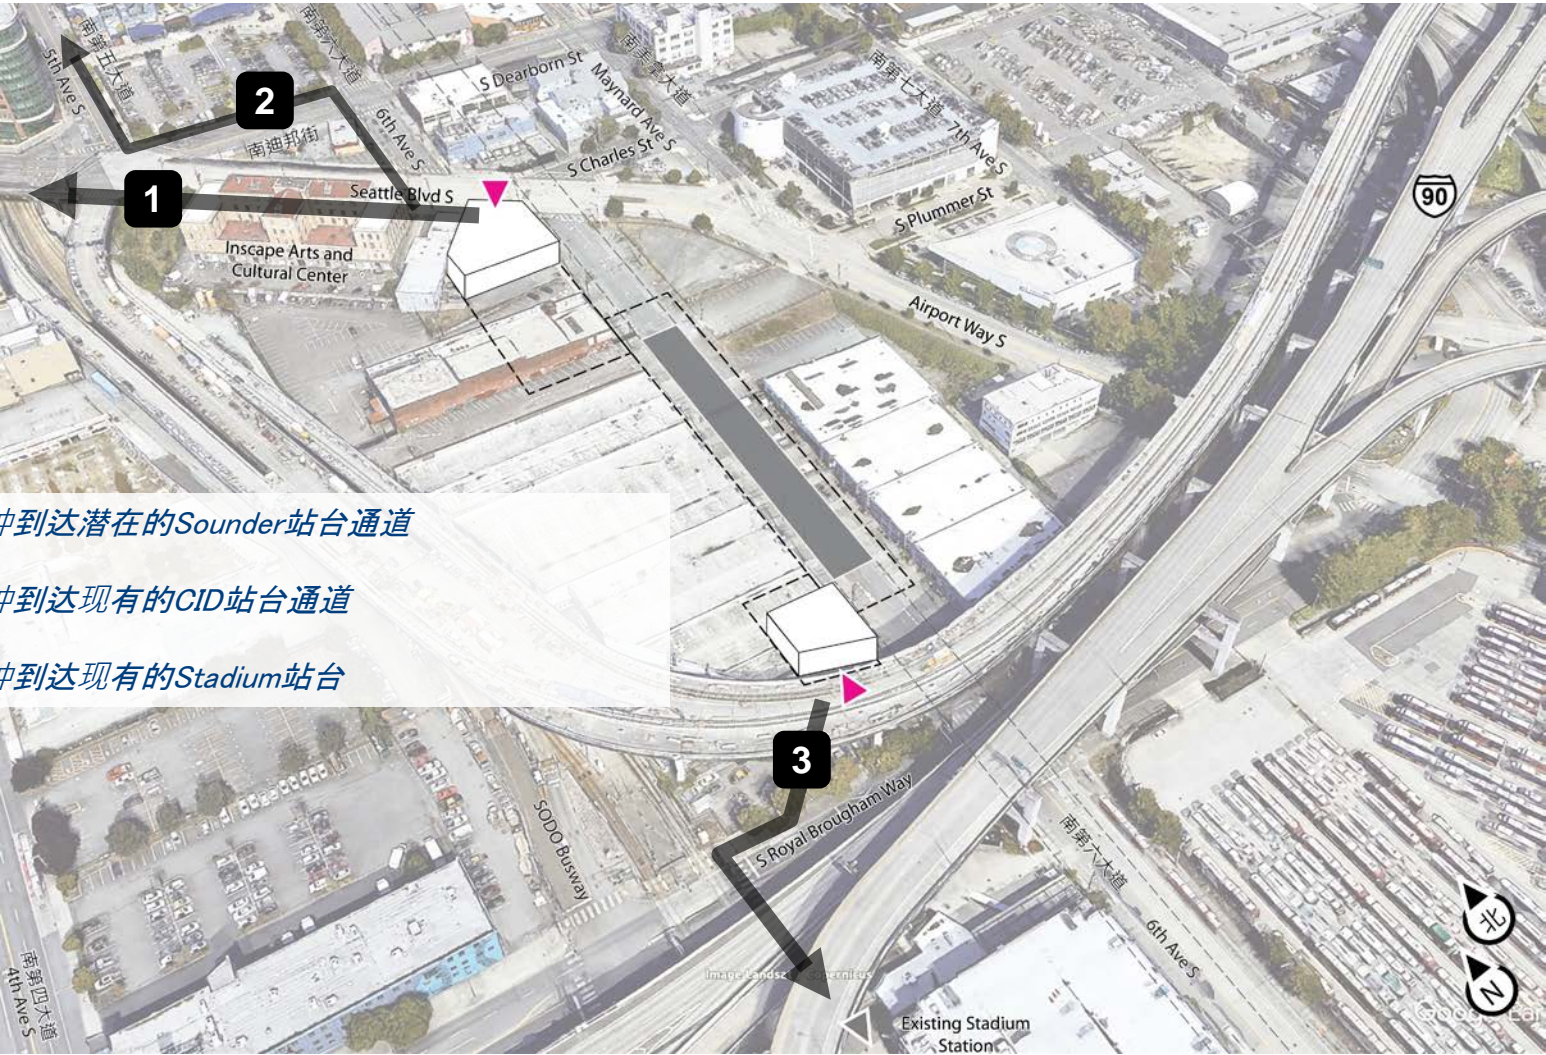 南第五大道
5th Ave S
2
南第六大道
6th Ave S
南迪邦街
S Dearborn St
南美拿大道
Maynard Ave S
S Charles St
南第七大道
7th Ave S
S Plummer St
90
1
Seattle Blvd S
Inscape Arts and
Cultural Center
Airport Way S
到达潜在的Sounder站台通道
到达现有的CID站台通道
到达现有的Stadium站台
3
S Royal Brougham Way
SODO Busway
南第六大道
6th Ave S
南第四大道
4th Ave S
Existing Stadium
Station
北
N